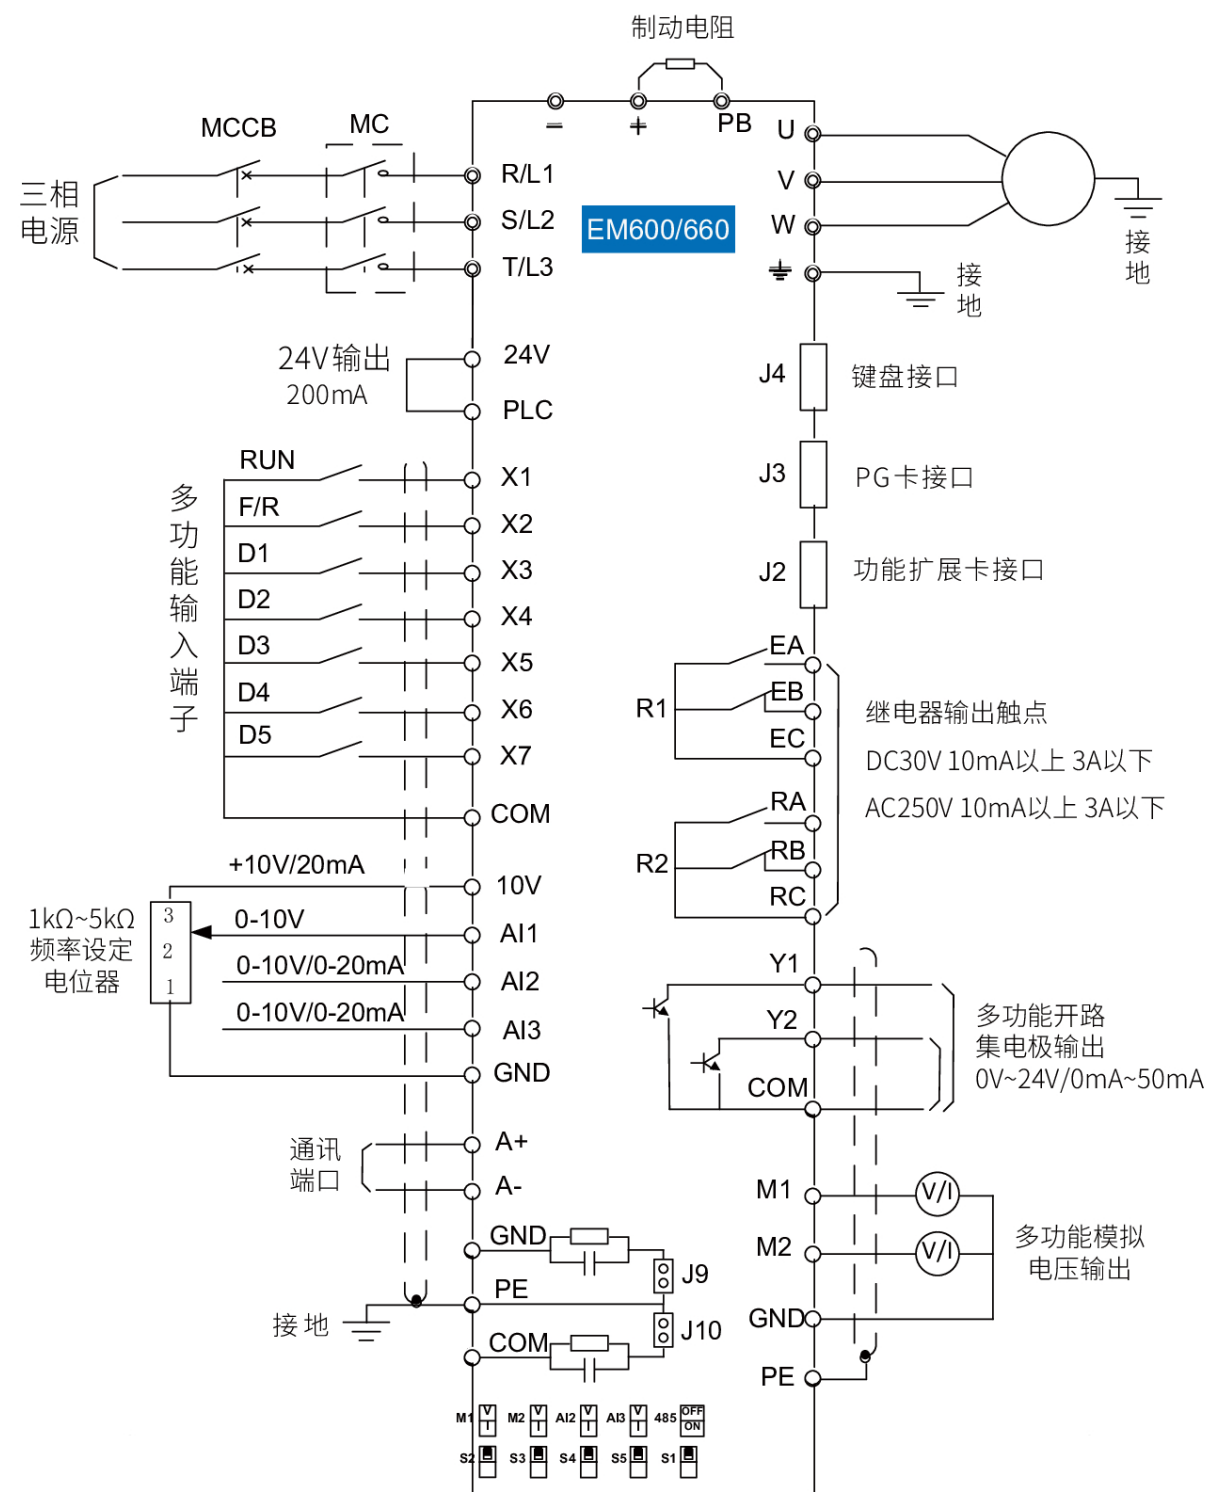 制动电阻
MCCB
MC
－
+
PB
U
三相
电源
R/L1
V
S/L2
EM600/660
W
T/L3
接
地
接
地
24V输出
200mA
24V
PLC
J4
键盘接口
多功能输入端子
RUN
X1
F/R
X2
D1
X3
D2
X4
D3
X5
D4
X6
D5
X7
COM
J3
PG卡接口
J2
功能扩展卡接口
EA
R1
EB
EC
RA
R2
RB
RC
继电器输出触点
DC30V 10mA以上 3A以下
AC250V 10mA以上 3A以下
+10V/20mA
10V
1kΩ~5kΩ
频率设定
电位器
3
2
1
0-10V
AI1
0-10V/0-20mA
AI2
0-10V/0-20mA
AI3
GND
Y1
Y2
COM
多功能开路
集电极输出
0V~24V/0mA~50mA
通讯
端口
A+
A-
M1
V/I
M2
V/I
多功能模拟
电压输出
GND
PE
GND
J9
PE
接地
J10
COM
M1
V
I
M2
V
I
AI2
V
I
AI3
V
I
485
OFF
ON
S2
S3
S4
S5
S1